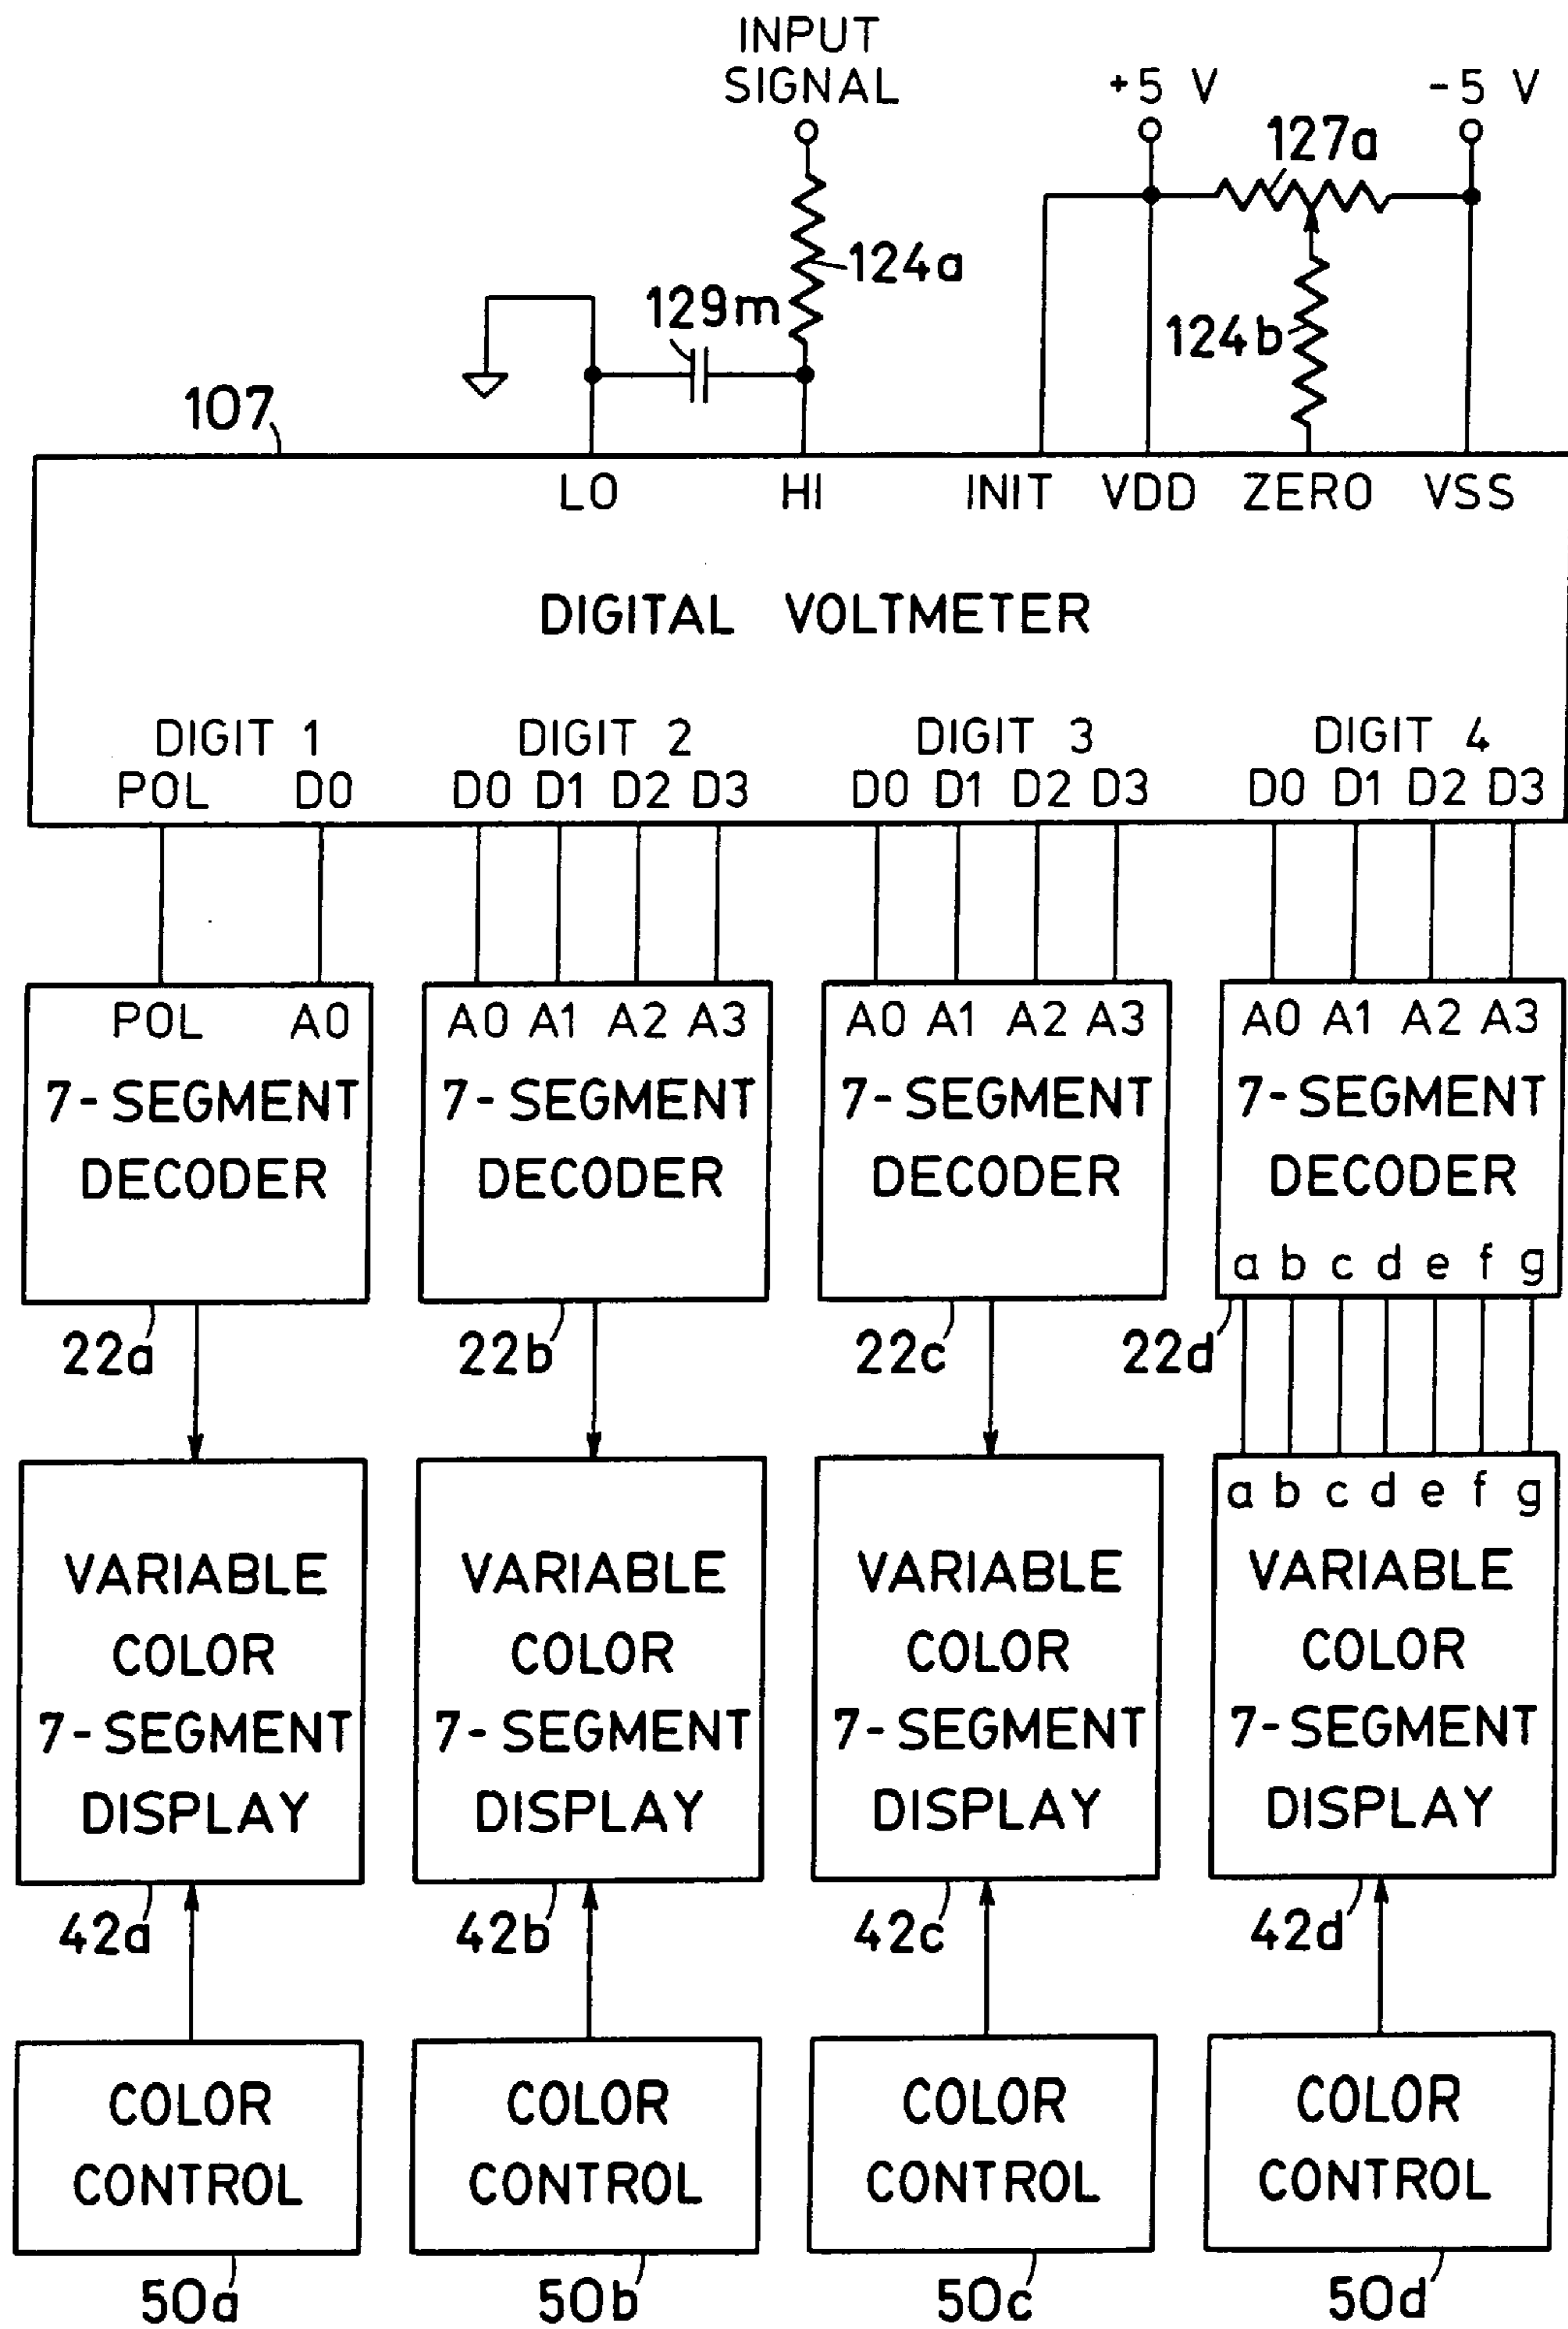 INPUT
SIGNAL
+5 V
-5 V
127a
124a
129m
124b
107
LO HI INIT VDD ZERO VSS
DIGITAL VOLTMETER
DIGIT 1 DIGIT 2 DIGIT 3 DIGIT 4
POL D0 D0 D1 D2 D3 D0 D1 D2 D3 D0 D1 D2 D3
POL A0 A0 A1 A2 A3 A0 A1 A2 A3 A0 A1 A2 A3
7-SEGMENT 7-SEGMENT 7-SEGMENT 7-SEGMENT
DECODER DECODER DECODER DECODER
a b c d e f g
22a 22b 22c 22d
a b c d e f g
VARIABLE VARIABLE VARIABLE VARIABLE
COLOR COLOR COLOR COLOR
7-SEGMENT 7-SEGMENT 7-SEGMENT 7-SEGMENT
DISPLAY DISPLAY DISPLAY DISPLAY
42a 42b 42c 42d
COLOR COLOR COLOR COLOR
CONTROL CONTROL CONTROL CONTROL
50a 50b 50c 50d